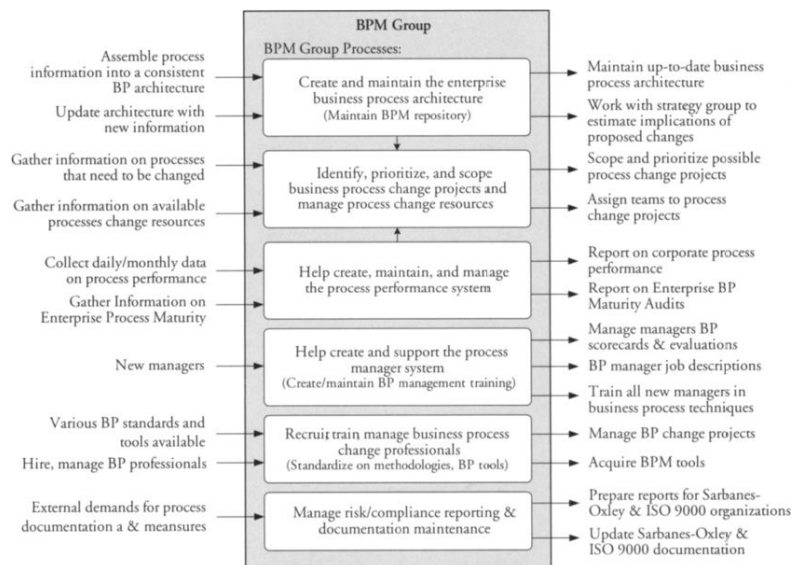 BPM Group
BPM Group Processes:
Assemble process
information into a consistent
BP architecture
Update architecture with
new information
Create and maintain the enterprise
business process architecture
(Maintain BPM repository)
Maintain up-to-date business
process architecture
Work with strategy group to
estimate implications of
proposed changes
Gather information on processes
that need to be changed
Gather information on available
processes change resources
Identify, prioritize, and scope
business process change projects and
manage process change resources
Scope and prioritize possible
process change projects
Assign teams to process
change projects
Collect daily/monthly data
on process performance
Gather Information on
Enterprise Process Maturity
Help create, maintain, and manage
the process performance system
Report on corporate process
performance
Report on Enterprise BP
Maturity Audits
New managers
Help create and support the process
manager system
(Create/maintain BP management training)
Manage managers BP
scorecards & evaluations
BP manager job descriptions
Train all new managers in
business process techniques
Various BP standards and
tools available
Hire, manage BP professionals
Recruit train, manage business process
change professionals
(Standardize on methodologies, BP tools)
Manage BP change projects
Acquire BPM tools
External demands for process
documentation a & meansures
Manage risk/compliance reporting &
documentation maintenance
Prepare reports for Sarbanes-
Oxley & ISO 9000 organizations
Update Sarbanes-Oxley &
ISO 9000 documentation